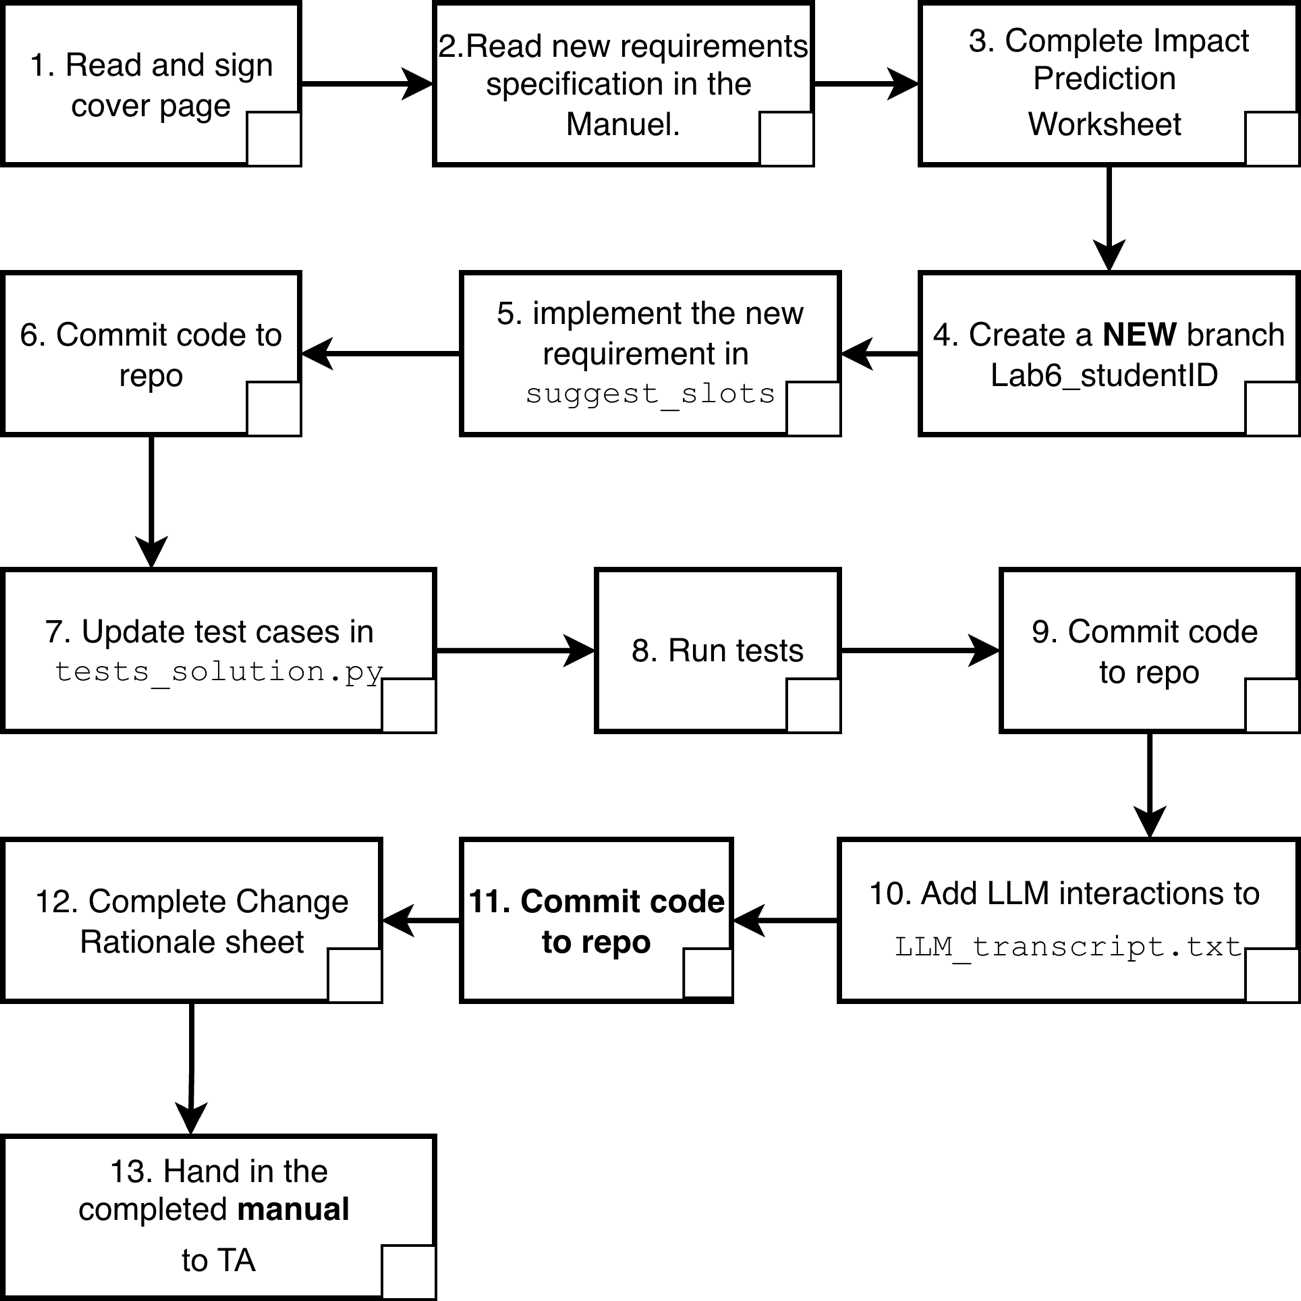 1. Read and sign
cover page
2.Read new requirements
specification in the
Manuel.
3. Complete Impact
Prediction
Worksheet
4. Create a NEW branch
Lab6_studentID
5. implement the new
requirement in
suggest_slots
6. Commit code to
repo
7. Update test cases in
tests_solution.py
8. Run tests
9. Commit code
to repo
10. Add LLM interactions to
LLM_transcript.txt
11. Commit code
to repo
12. Complete Change
Rationale sheet
13. Hand in the
completed manual
to TA